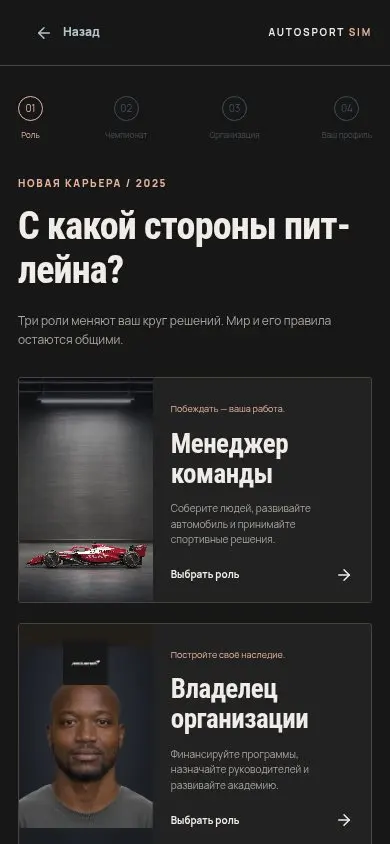 Назад
AUTOSPORT SIM
01
02
03
04
Роль
Чемпионат
Организация
Ваш профиль
НОВАЯ КАРЬЕРА / 2025
С какой стороны пит-
лейна?
Три роли меняют ваш круг решений. Мир и его правила
остаются общими.
Побеждать — ваша работа.
Менеджер
команды
Соберите людей, развивайте
автомобиль и принимайте
спортивные решения.
Выбрать роль
Постройте своё наследие.
Владелец
организации
Финансируйте программы,
назначайте руководителей и
развивайте академию.
Выбрать роль